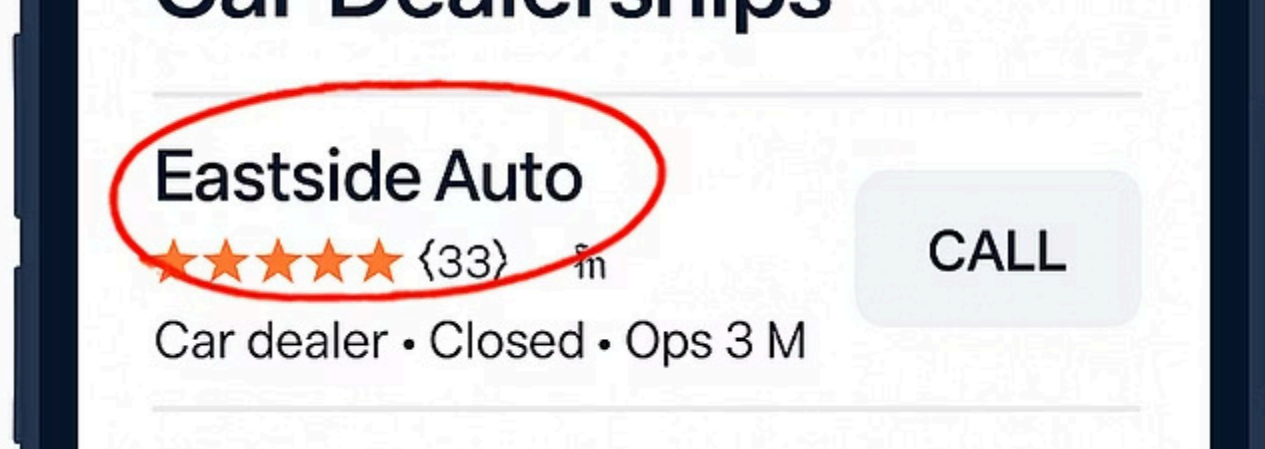 Car Dealerships
Eastside Auto
★★★★★ (33)
Car dealer • Closed • Ops 3 M
CALL